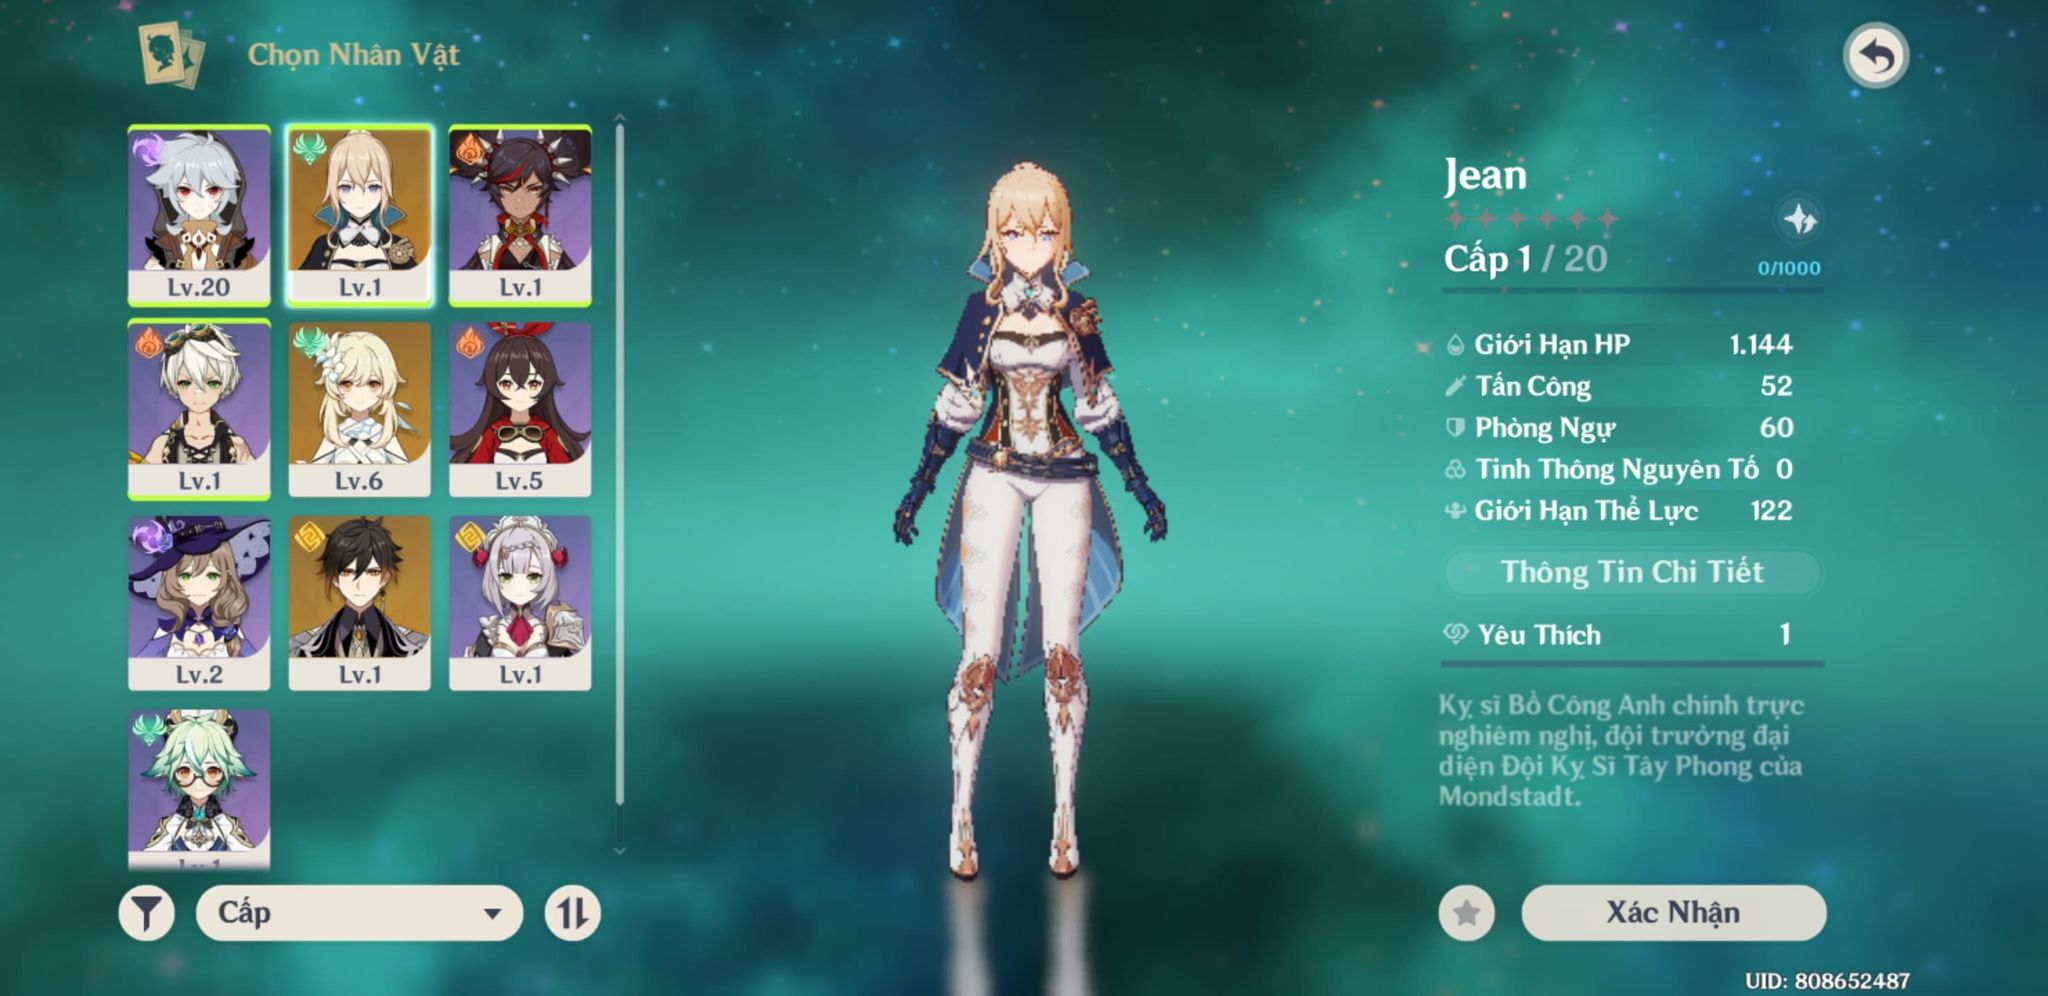 Chọn Nhân Vật
Lv.20
Lv.1
Lv.1
Lv.1
Lv.6
Lv.5
Lv.2
Lv.1
Lv.1
Cấp
Jean
Cấp 1 / 20
0/1000
Giới Hạn HP 1.144
Tấn Công 52
Phòng Ngự 60
Tinh Thông Nguyên Tố 0
Giới Hạn Thể Lực 122
Thông Tin Chi Tiết
Yêu Thích 1
Kỵ sĩ Bồ Công Anh chính trực
nghiêm nghị, đội trưởng đại
diện Đội Kỵ Sĩ Tây Phong của
Mondstadt.
Xác Nhận
UID: 808652487